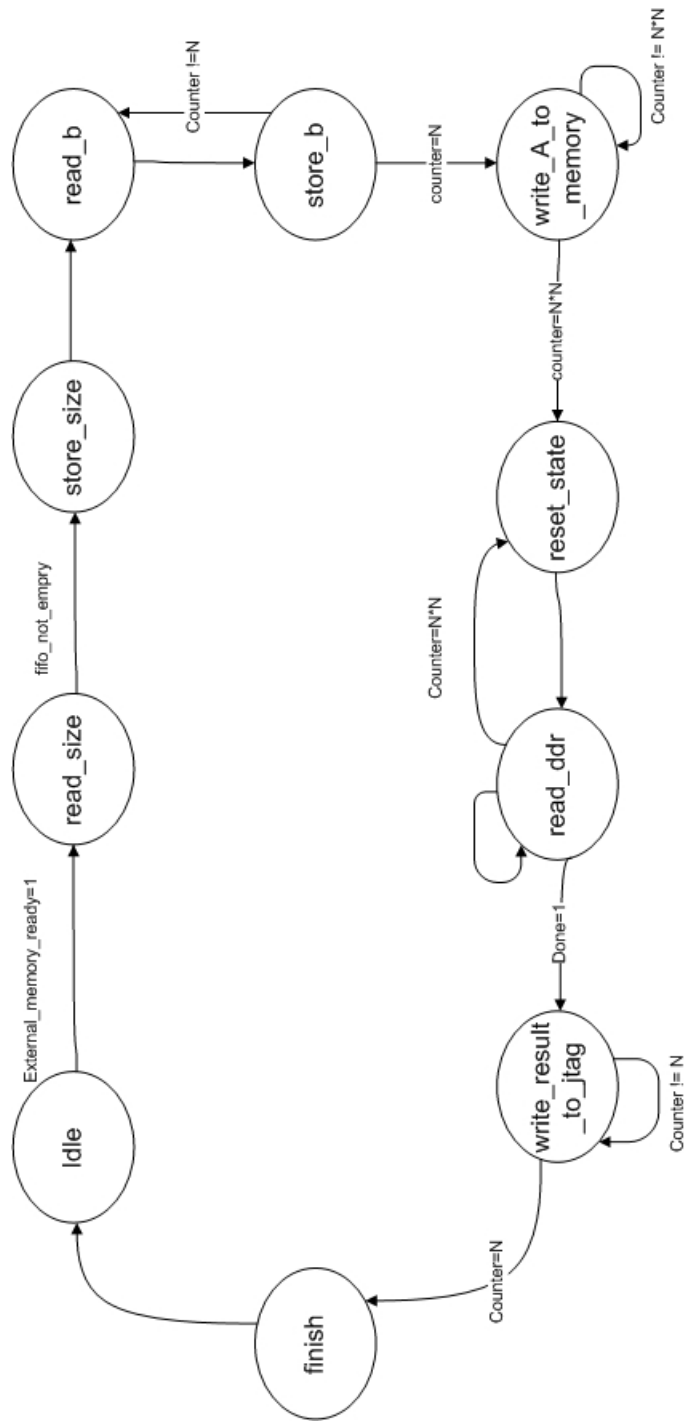 Idle
External_memory_ready=1
read_size
fifo_not_empry
store_size
read_b
Counter !=N
store_b
counter=N
write_A_to
_memory
Counter != N*N
counter=N*N
reset_state
Counter=N*N
read_ddr
Done=1
write_result
_to_jtag
Counter != N
Counter=N
finish